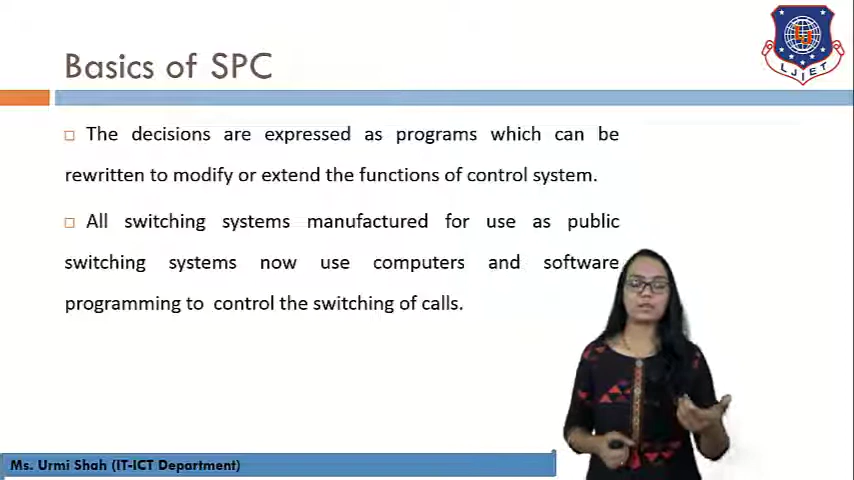 Basics of SPC
LJIET
The decisions are expressed as programs which can be
rewritten to modify or extend the functions of control system.
All switching systems manufactured for use as public
switching systems now use computers and software
programming to control the switching of calls.
Ms. Urmi Shah (IT-ICT Department)